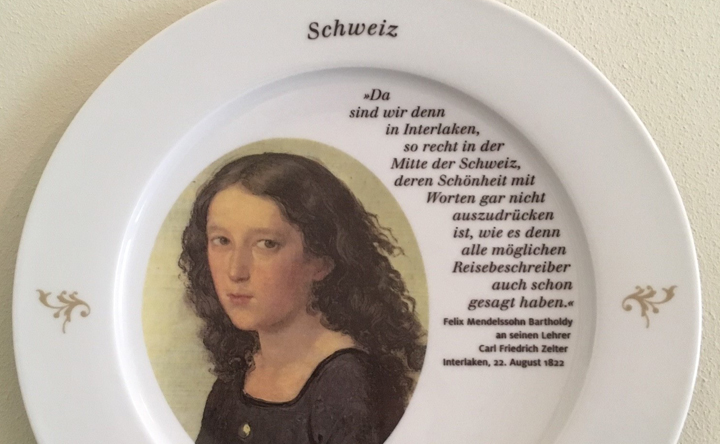 Schweiz
»Da
sind wir denn
in Interlaken,
so recht in der
Mitte der Schweiz,
deren Schönheit mit
Worten gar nicht
auszudrücken
ist, wie es denn
alle möglichen
Reisebeschreiber
auch schon
gesagt haben.«
Felix Mendelssohn Bartholdy
an seinen Lehrer
Carl Friedrich Zelter
Interlaken, 22. August 1822